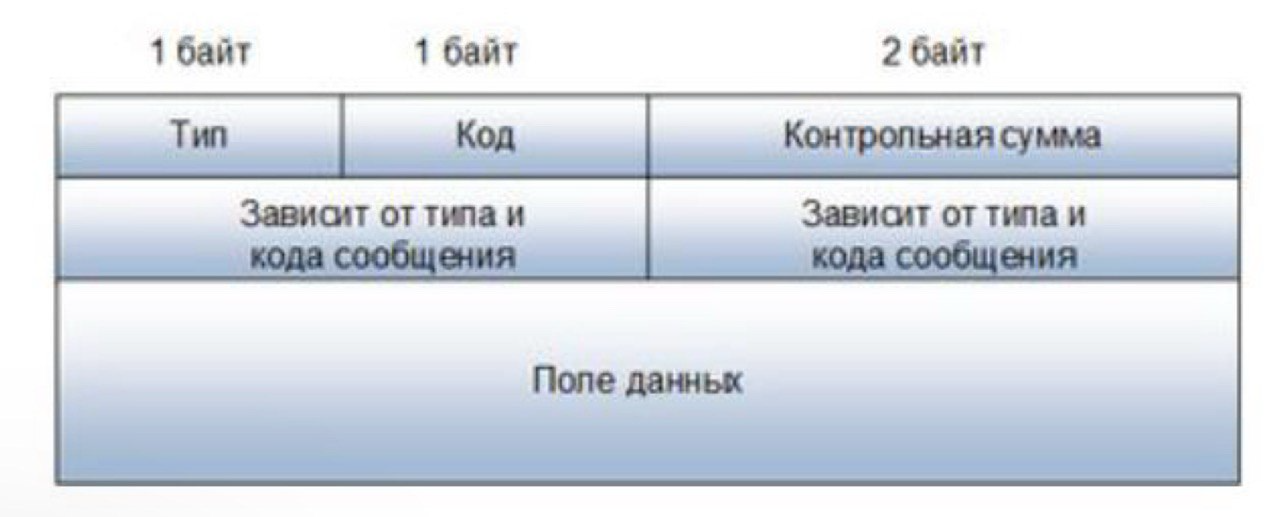 1 байт 1 байт 2 байт
Тип Код Контрольная сумма
Зависит от типа и Зависит от типа и
кода сообщения кода сообщения
Поле данных